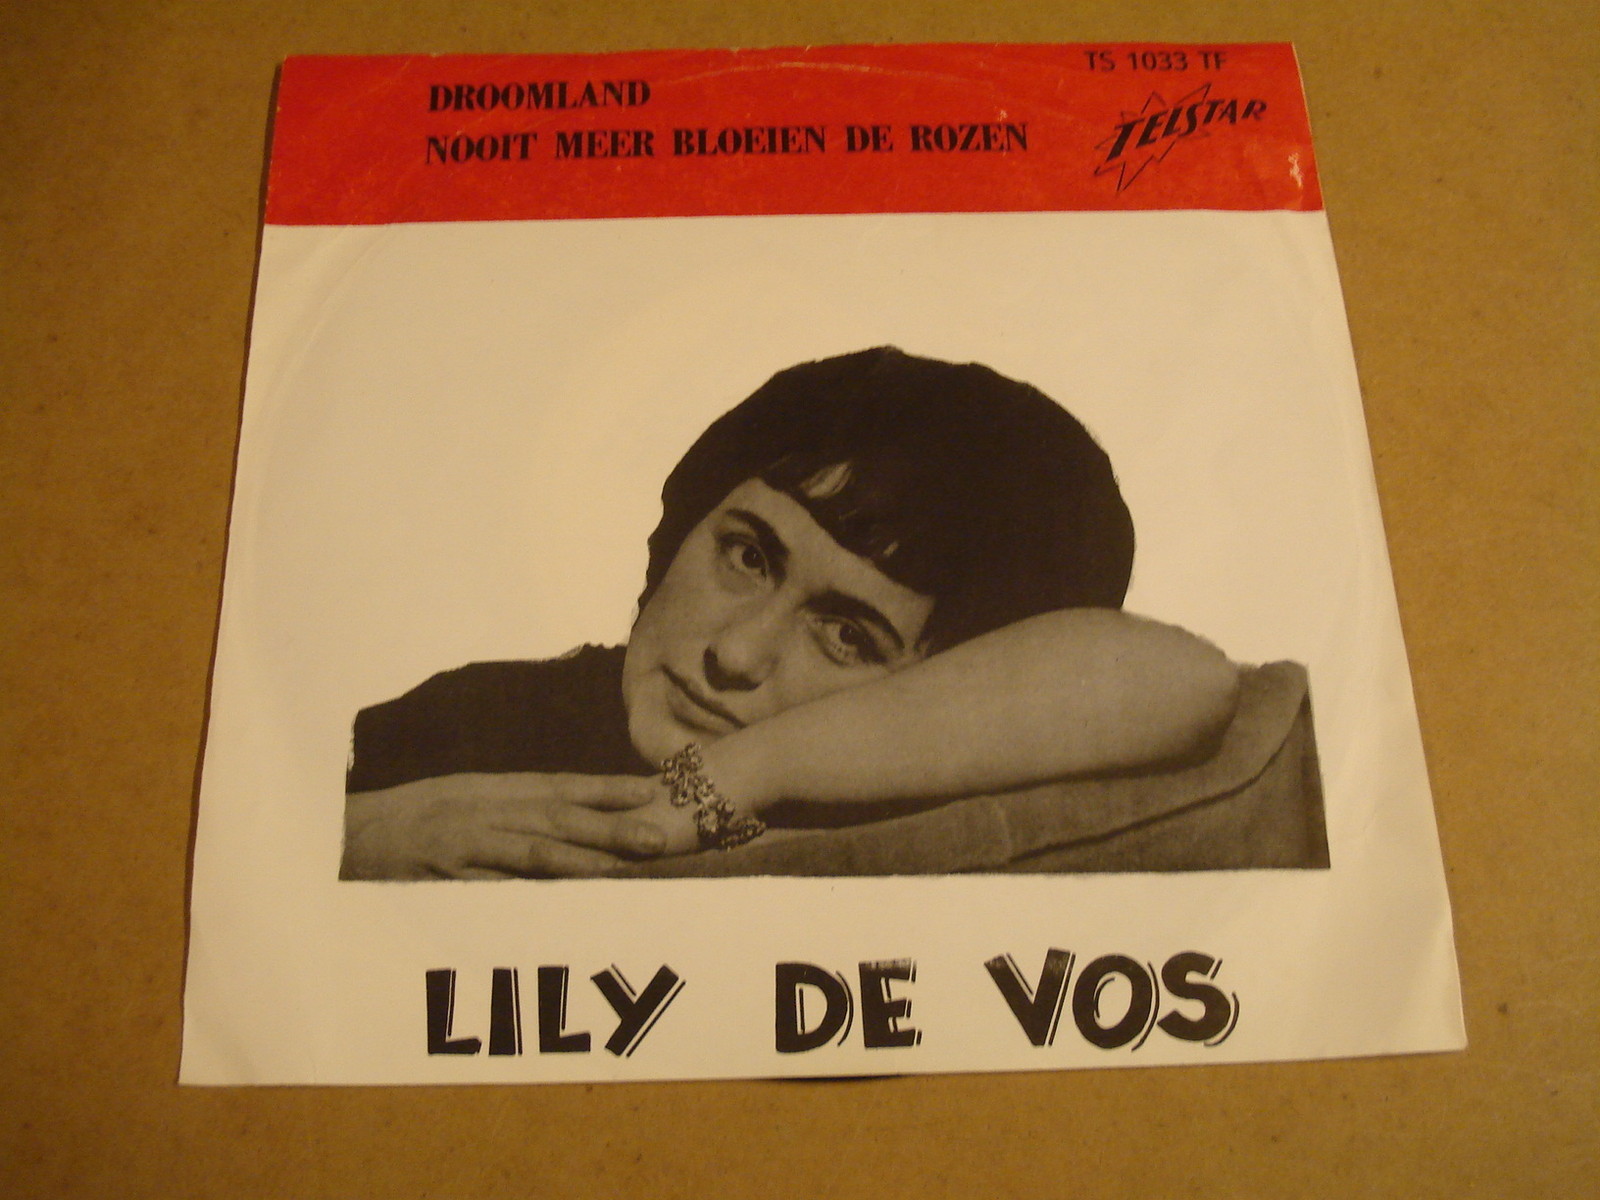 TS 1033 TF
DROOMLAND
NOOIT MEER BLOEIEN DE ROZEN
TELSTAR
LILY DE VOS